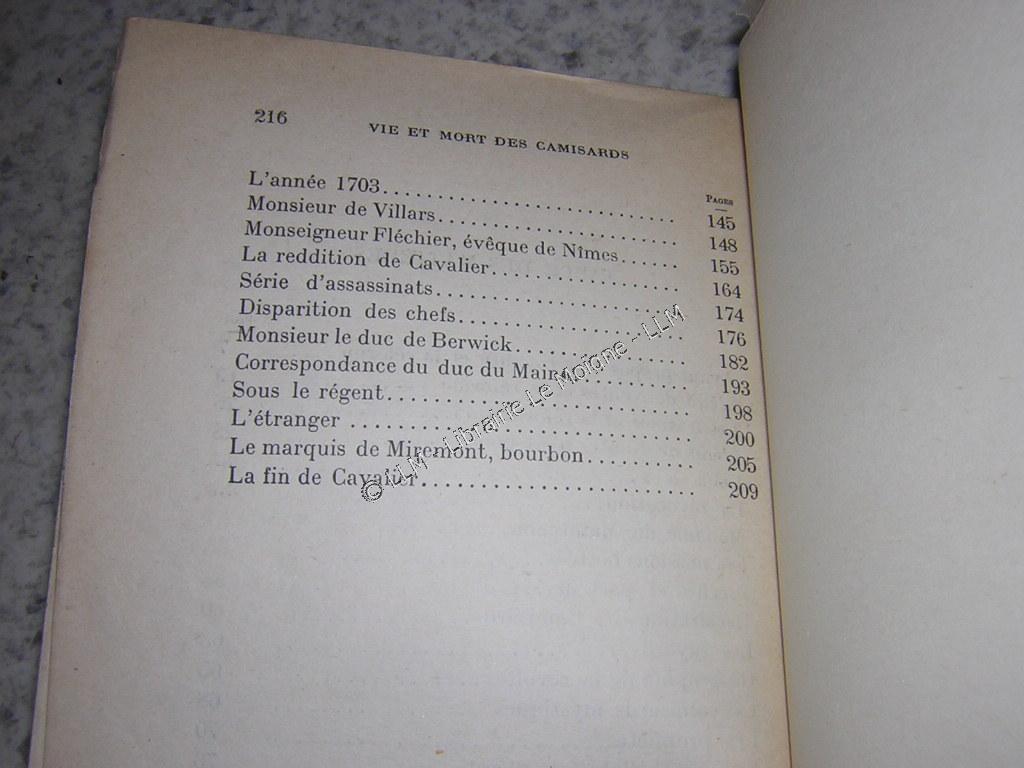 216
VIE ET MORT DES CAMISARDS
PAGES
L'année 1703........................... 145
Monsieur de Villars...................... 148
Monseigneur Fléchier, évêque de Nîmes...... 155
La reddition de Cavalier................. 164
Série d'assassinats....................... 174
Disparition des chefs..................... 176
Monsieur le duc de Berwick................ 182
Correspondance du duc du Maine........... 193
Sous le régent............................ 198
L'étranger ............................... 200
Le marquis de Miremont, bourbon.......... 205
La fin de Cavalier......................... 209
© LLM - Librairie Le Moigne - LLM